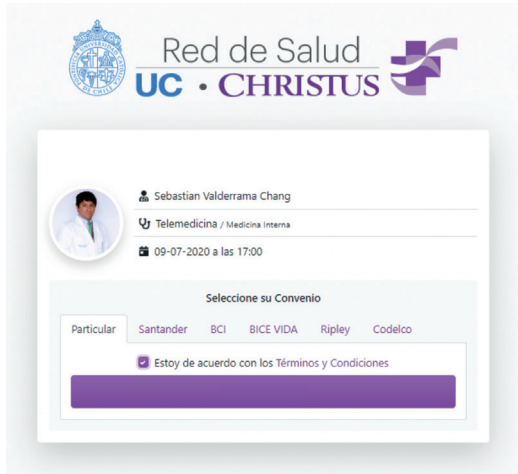 Red de Salud
UC • CHRISTUS
Sebastian Valderrama Chang
Telemedicina / Medicina Interna
09-07-2020 a las 17:00
Seleccione su Convenio
Particular Santander BCI BICE VIDA Ripley Codelco
Estoy de acuerdo con los Términos y Condiciones